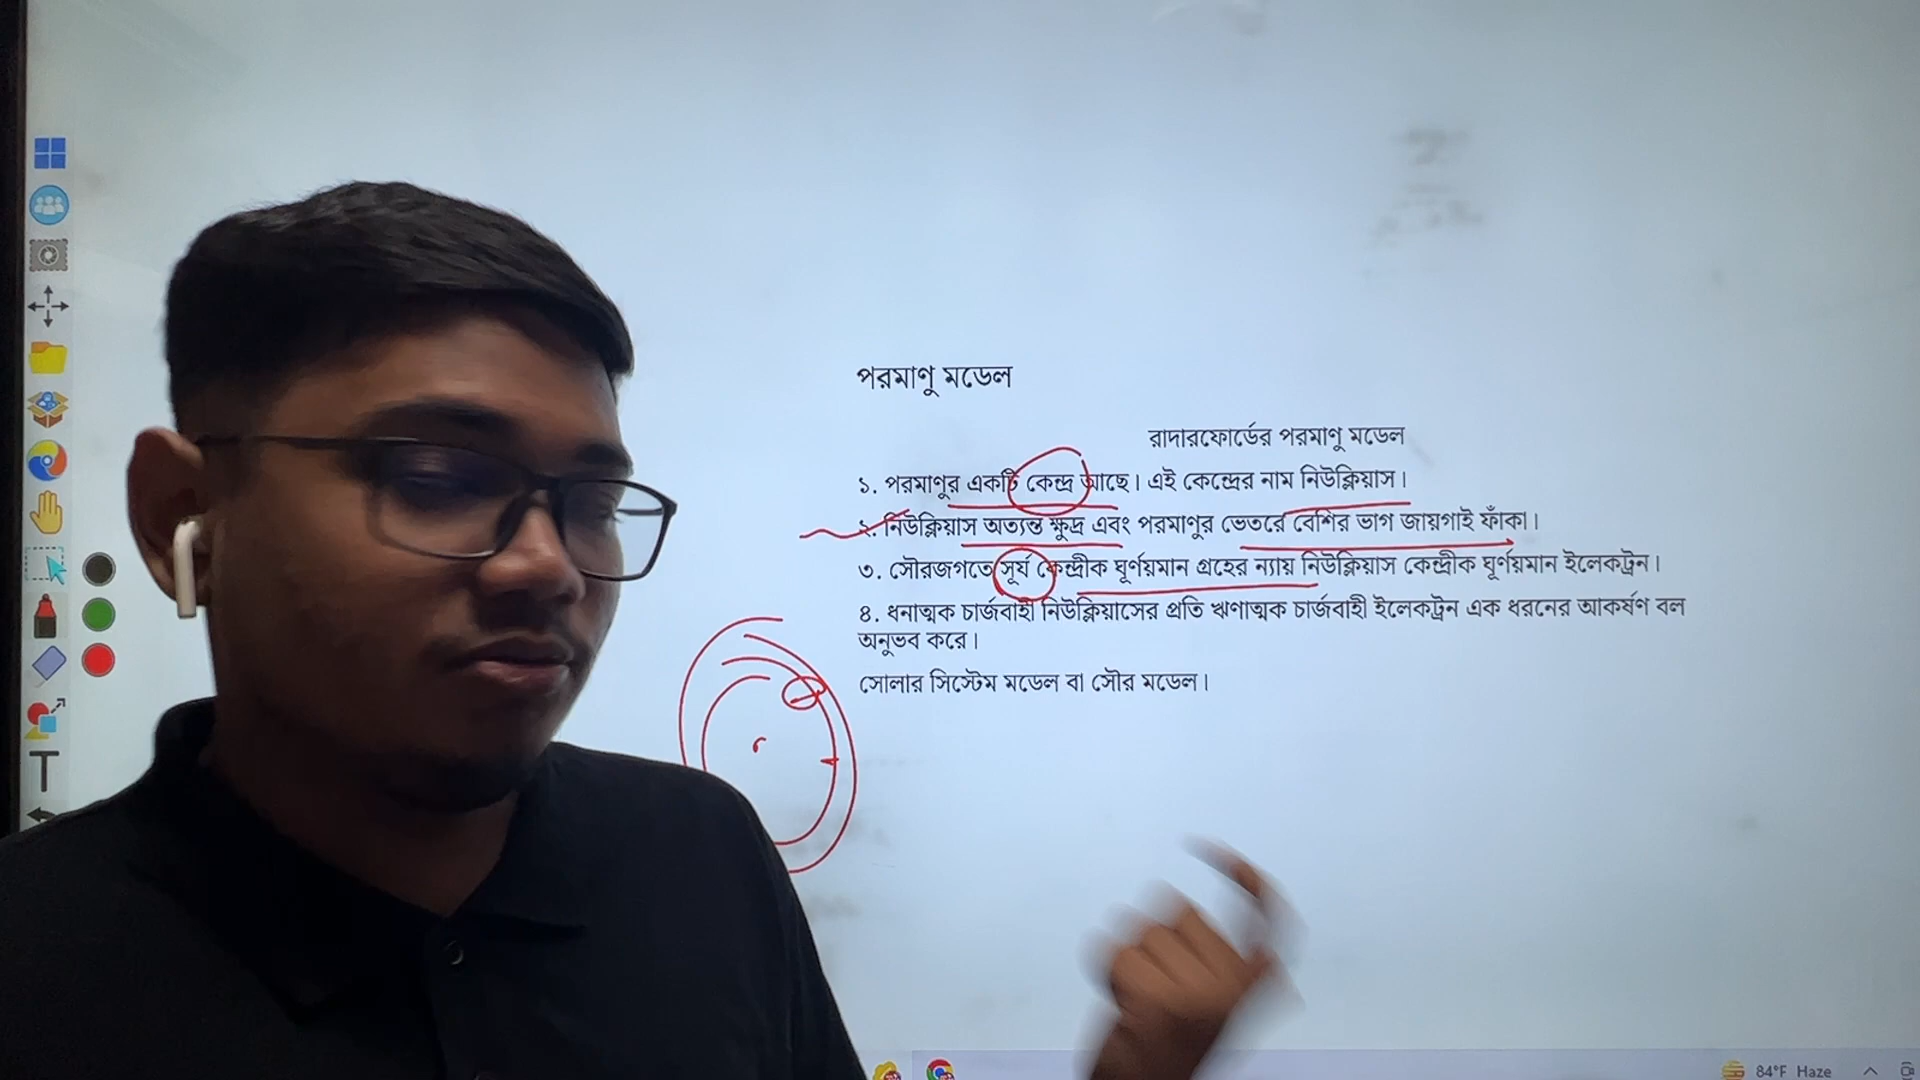 পরমাণু মডেল
রাদারফোর্ডের পরমাণু মডেল
১. পরমাণুর একটি কেন্দ্র আছে। এই কেন্দ্রের নাম নিউক্লিয়াস।
২. নিউক্লিয়াস অত্যন্ত ক্ষুদ্র এবং পরমাণুর ভেতরে বেশির ভাগ জায়গাই ফাঁকা।
৩. সৌরজগতে সূর্য কেন্দ্রীক ঘূর্ণয়মান গ্রহের ন্যায় নিউক্লিয়াস কেন্দ্রীক ঘূর্ণয়মান ইলেকট্রন।
৪. ধনাত্মক চার্জবাহী নিউক্লিয়াসের প্রতি ঋণাত্মক চার্জবাহী ইলেকট্রন এক ধরনের আকর্ষণ বল
অনুভব করে।
সোলার সিস্টেম মডেল বা সৌর মডেল।
84°F Haze